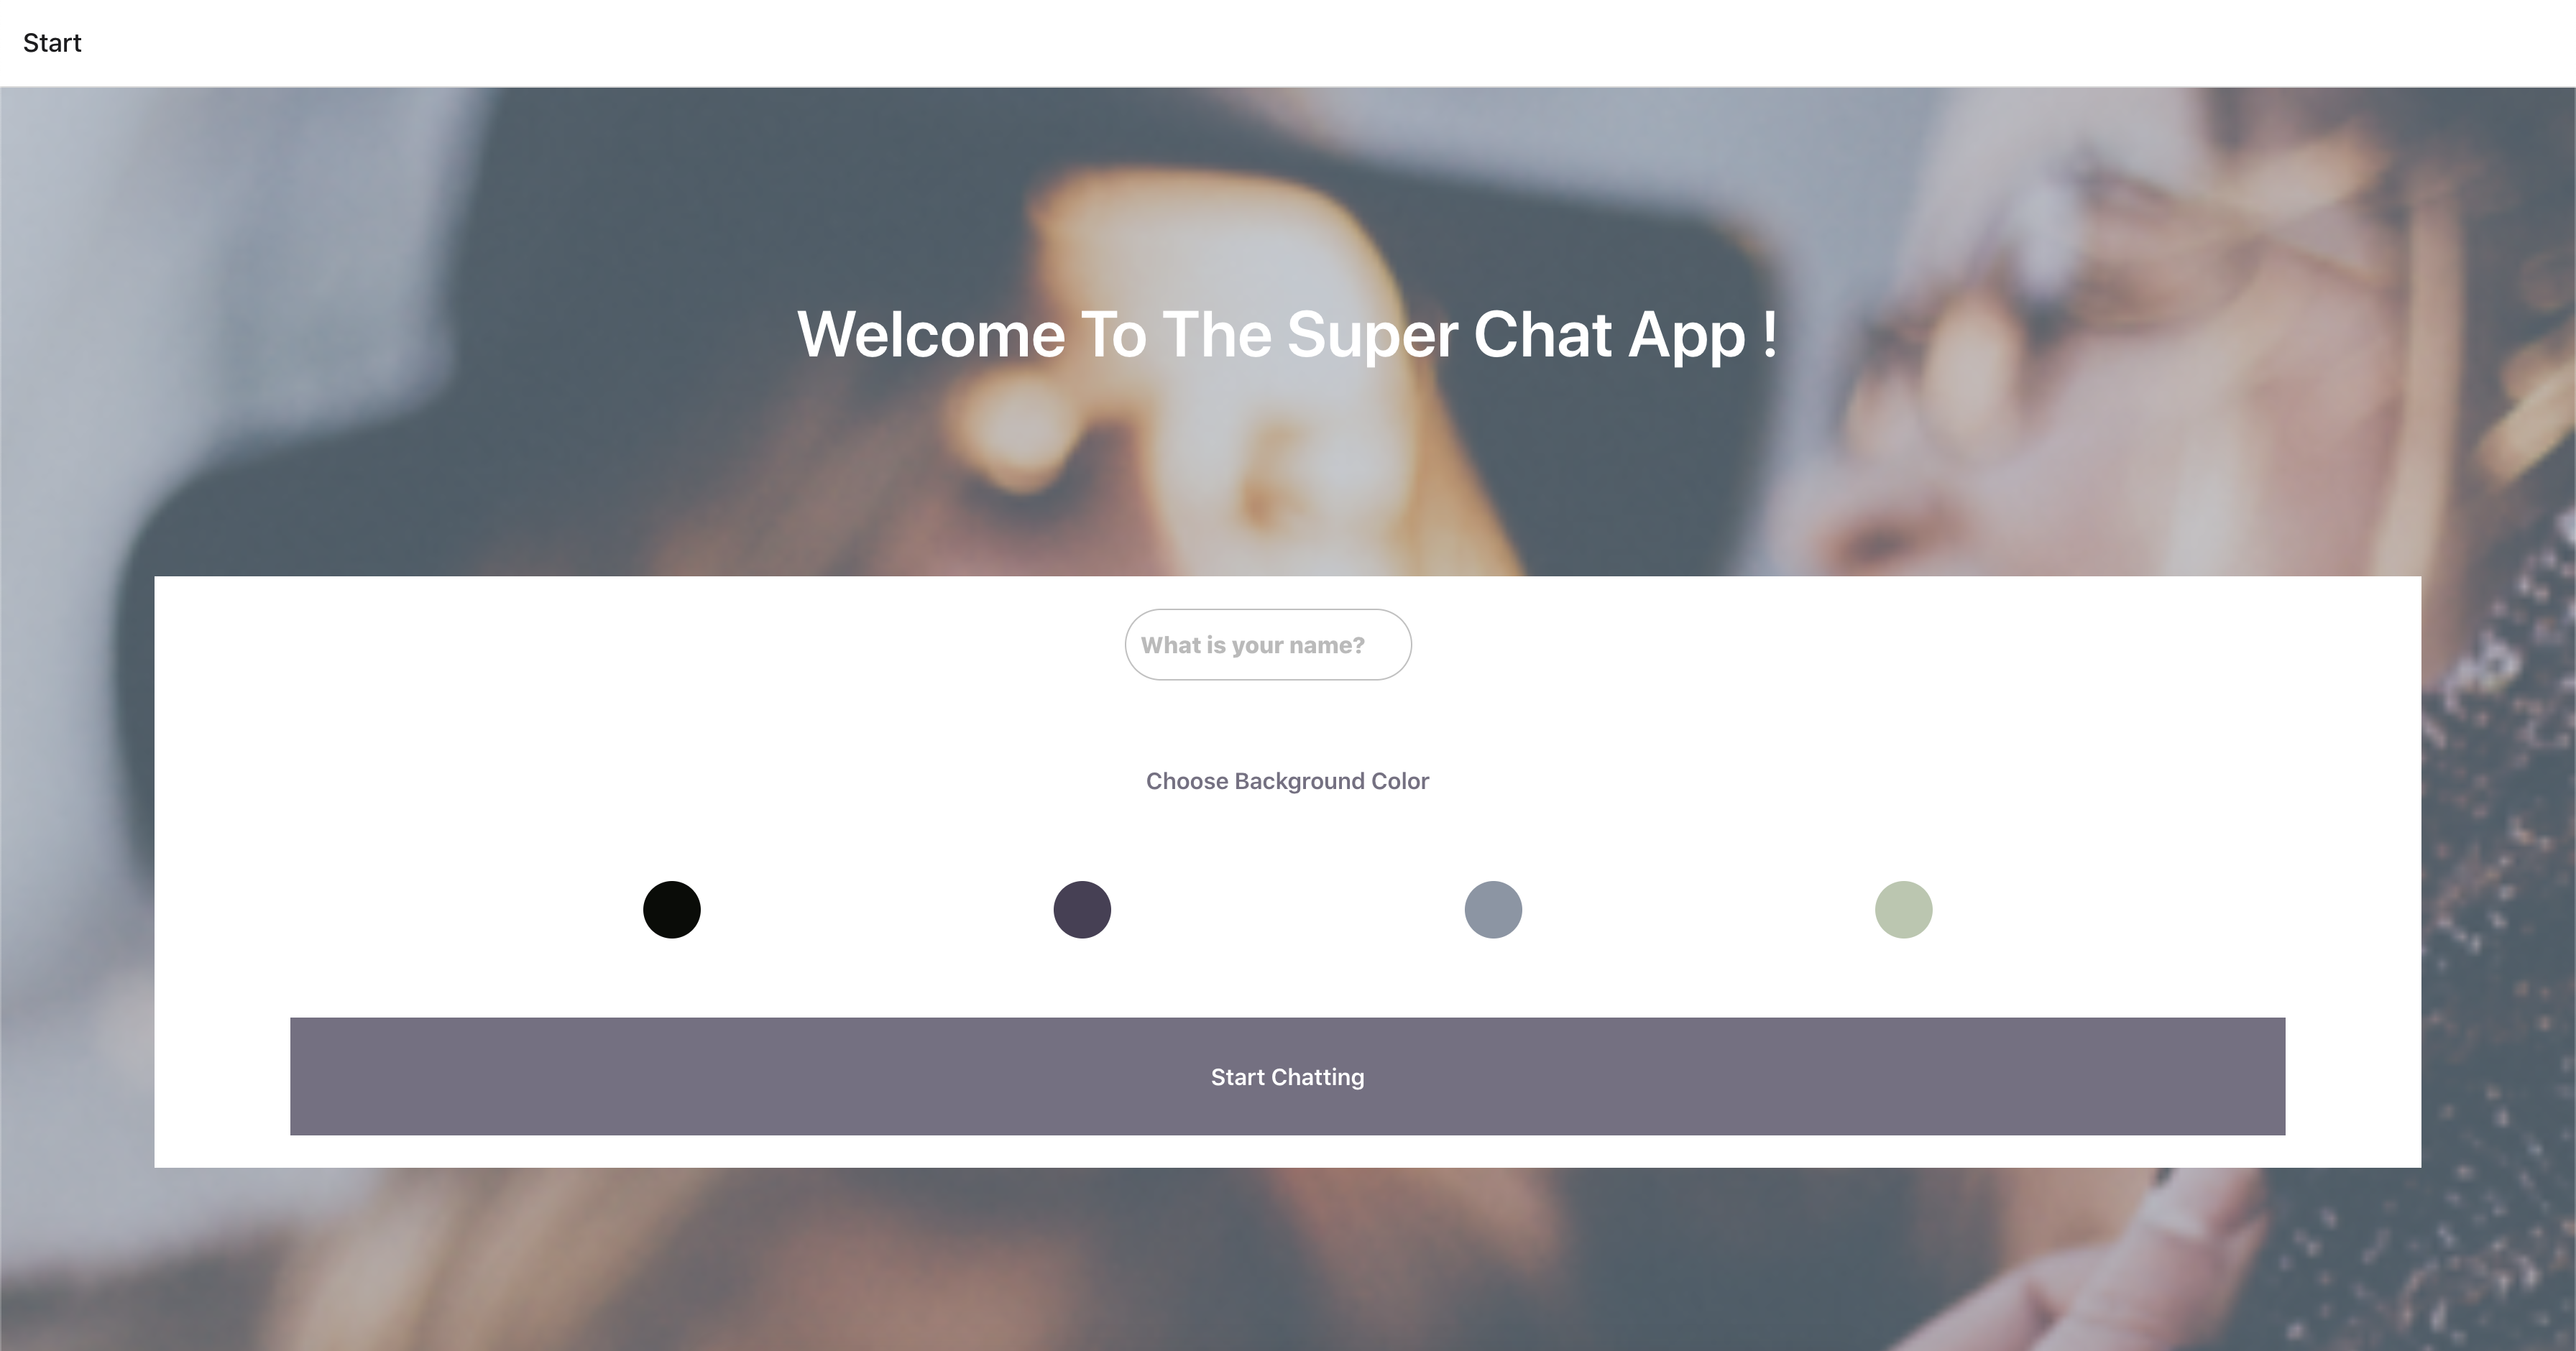 Start
Welcome To The Super Chat App !
What is your name?
Choose Background Color
Start Chatting